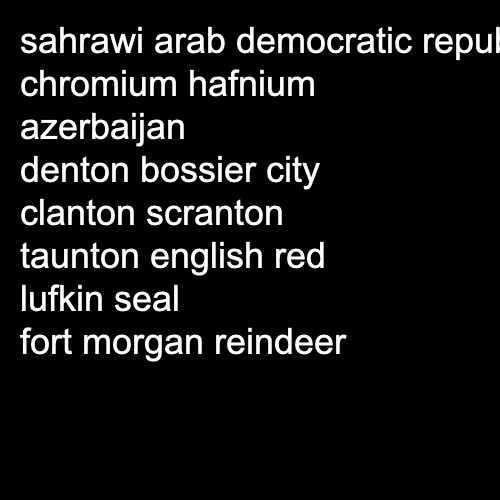 sahrawi arab democratic
chromium hafnium
azerbaijan
denton bossier city
clanton scranton
taunton english red
lufkin seal
fort morgan reindeer